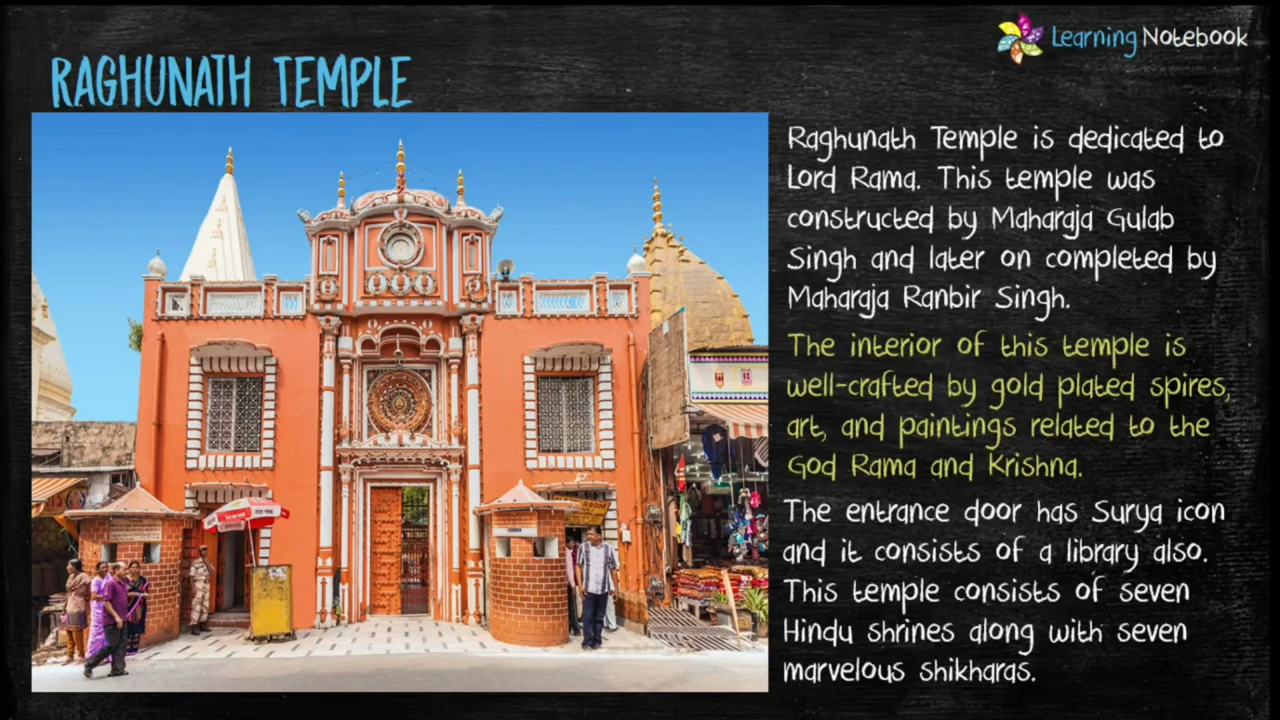 Learning Notebook
RAGHUNATH TEMPLE
Raghunath Temple is dedicated to
Lord Rama. This temple was
constructed by Maharaja Gulab
Singh and later on completed by
Maharaja Ranbir Singh.
The interior of this temple is
well-crafted by gold plated spires,
art, and paintings related to the
God Rama and Krishna.
The entrance door has Surya icon
and it consists of a library also.
This temple consists of seven
Hindu shrines along with seven
marvelous shikharas.